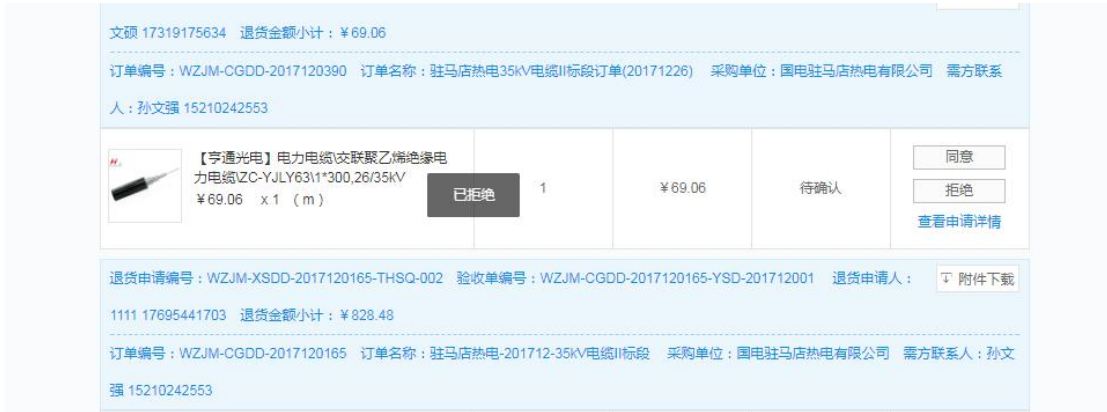 文硕 17319175634 退货金额小计：￥69.06
订单编号：WZJM-CGDD-2017120390 订单名称：驻马店热电35kV电缆II标段订单(20171226) 采购单位：国电驻马店热电有限公司 需方联系
人：孙文强 15210242553
【亨通光电】电力电缆\交联聚乙烯绝缘电
力电缆\ZC-YJLY63\1*300,26/35kV
￥69.06 x 1 （m）
已拒绝
1
￥69.06
待确认
同意
拒绝
查看申请详情
退货申请编号：WZJM-XSDD-2017120165-THSQ-002 验收单编号：WZJM-CGDD-2017120165-YSD-201712001 退货申请人：
附件下载
1111 17695441703 退货金额小计：￥828.48
订单编号：WZJM-CGDD-2017120165 订单名称：驻马店热电-201712-35kV电缆II标段 采购单位：国电驻马店热电有限公司 需方联系人：孙文
强 15210242553